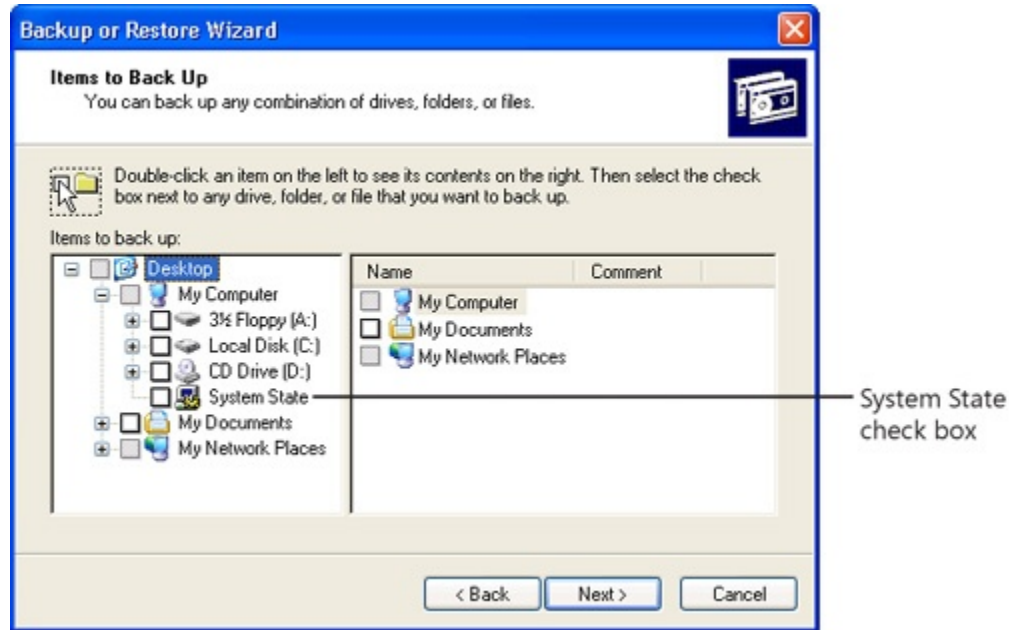 Backup or Restore Wizard
Items to Back Up
You can back up any combination of drives, folders, or files.
Double-click an item on the left to see its contents on the right. Then select the check
box next to any drive, folder, or file that you want to back up.
Items to back up:
Desktop
My Computer
3½ Floppy (A:)
Local Disk (C:)
CD Drive (D:)
System State
My Documents
My Network Places
Name Comment
My Computer
My Documents
My Network Places
System State
check box
< Back Next > Cancel